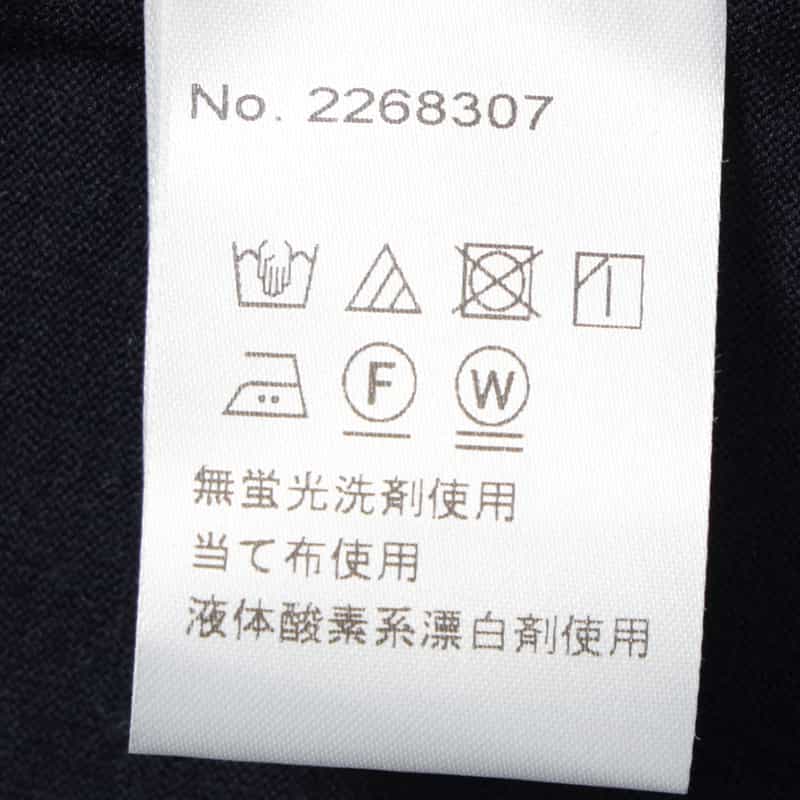 No. 2268307
F W
無蛍光洗剤使用
当て布使用
液体酸素系漂白剤使用